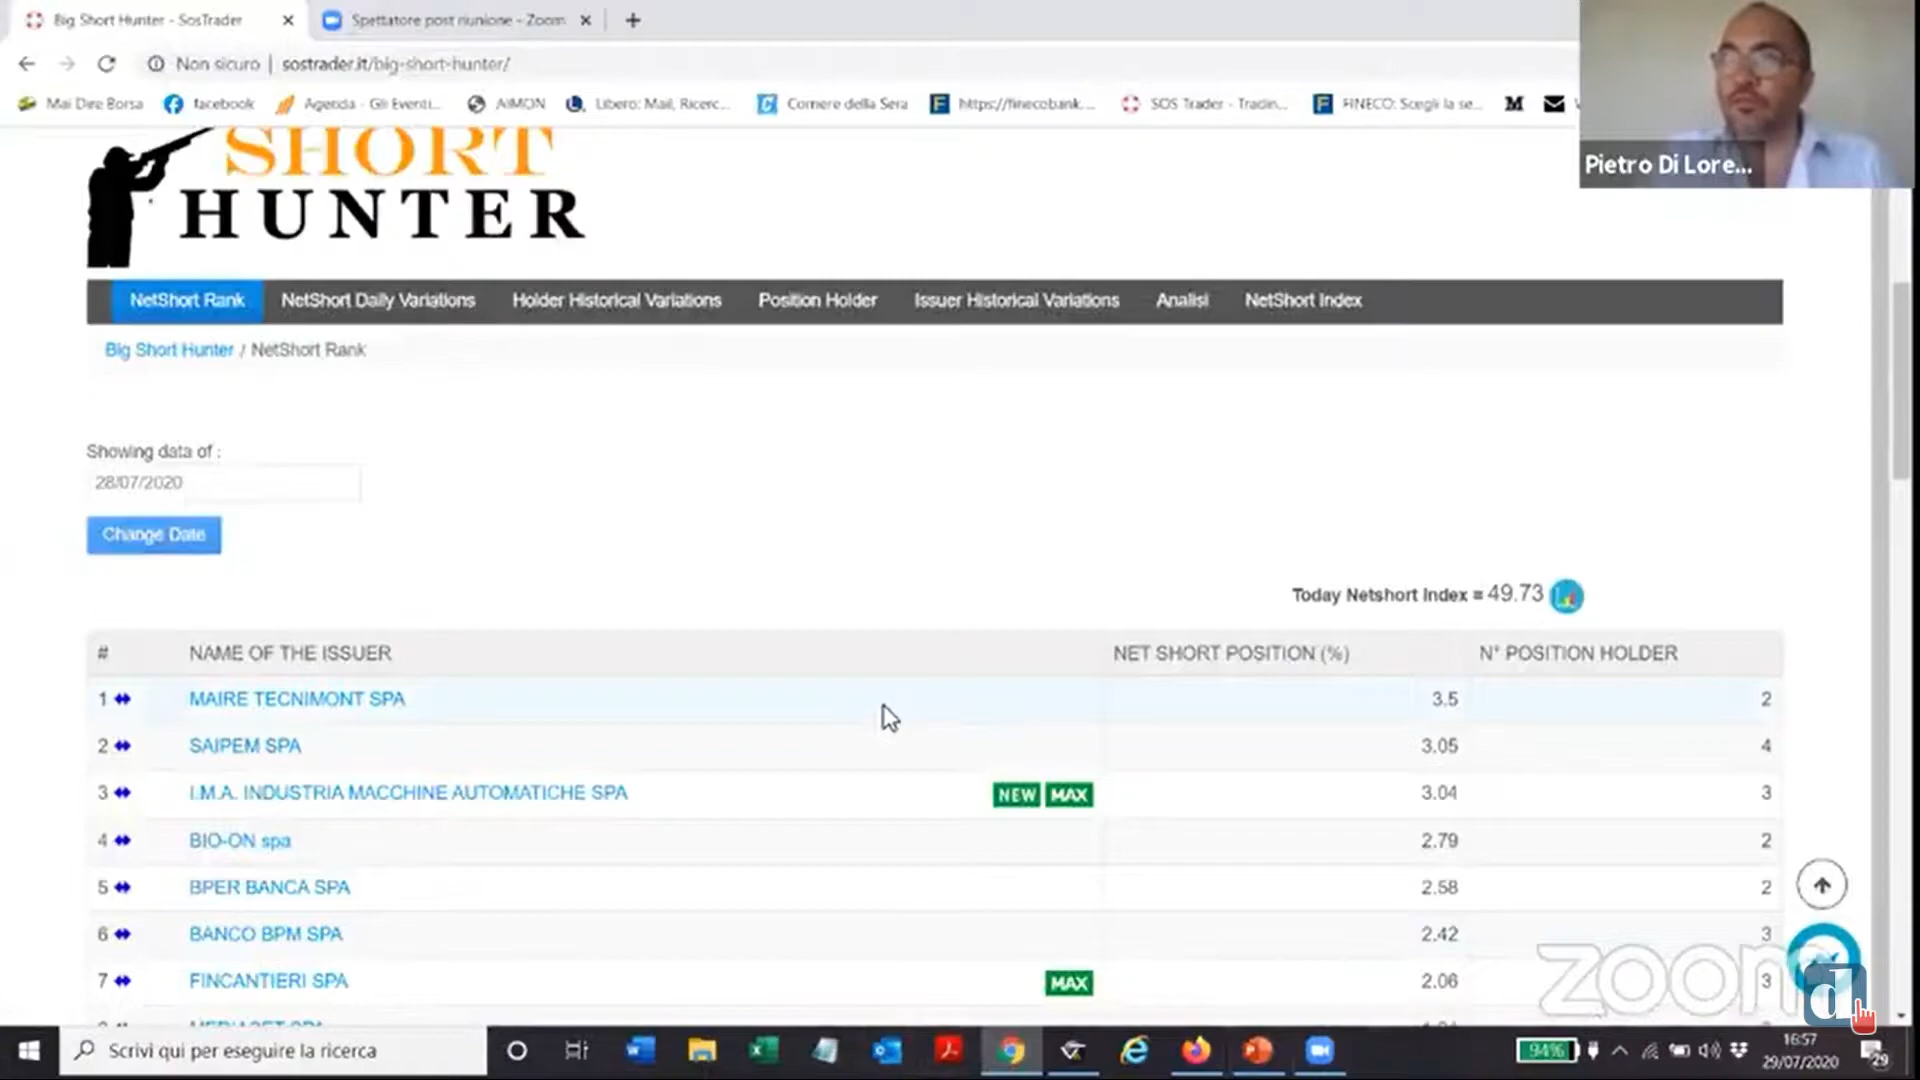 Big Short Hunter - SosTrader
Spettatore post riunione - Zoom
Non sicuro | sostrader.it/big-short-hunter/
Mai Dire Borsa
facebook
Agenda - Gli Eventi...
AIMON
Libero: Mail, Ricerc...
Corriere della Sera
https://finecobank....
SOS Trader - Tradin...
FINECO: Scegli la se...
M
Pietro Di Lore...
SHORT
HUNTER
NetShort Rank
NetShort Daily Variations
Holder Historical Variations
Position Holder
Issuer Historical Variations
Analisi
NetShort Index
Big Short Hunter / NetShort Rank
Showing data of :
28/07/2020
Change Date
Today Netshort Index = 49.73
# NAME OF THE ISSUER NET SHORT POSITION (%) N° POSITION HOLDER
1 MAIRE TECNIMONT SPA 3.5 2
2 SAIPEM SPA 3.05 4
3 I.M.A. INDUSTRIA MACCHINE AUTOMATICHE SPA NEW MAX 3.04 3
4 BIO-ON spa 2.79 2
5 BPER BANCA SPA 2.58 2
6 BANCO BPM SPA 2.42 3
7 FINCANTIERI SPA MAX 2.06 3
zoom
d
Scrivi qui per eseguire la ricerca
94%
16:57
29/07/2020
29